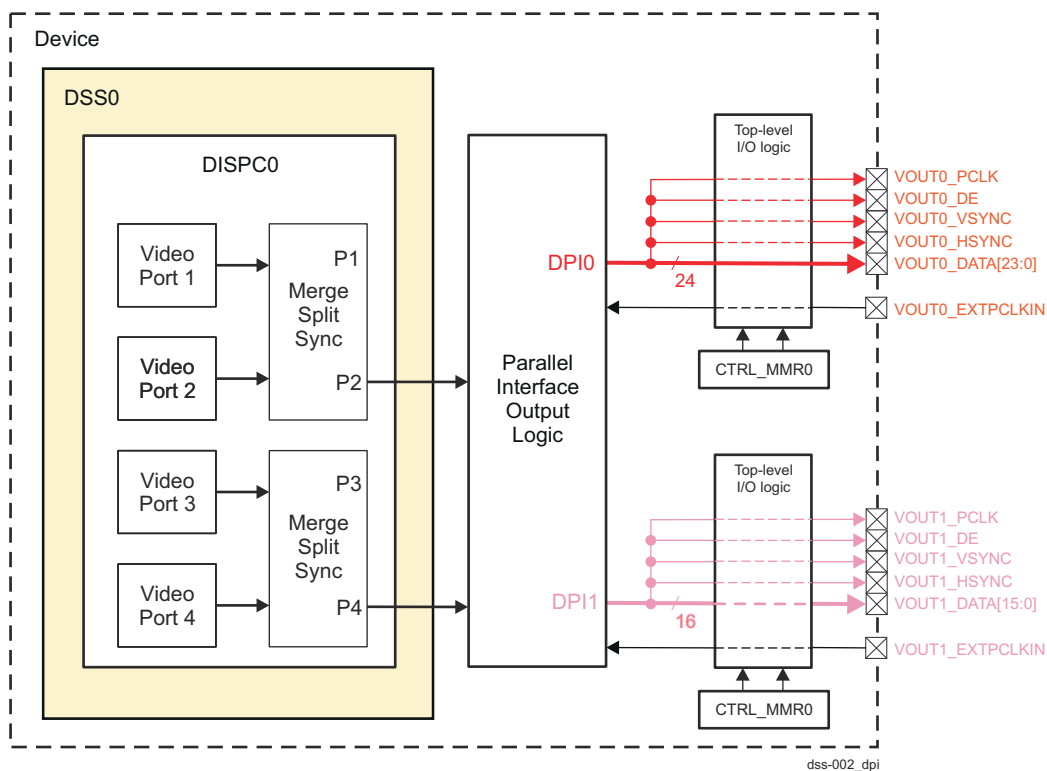 Device
DSS0
DISPC0
Video
Port 1
Video
Port 2
Video
Port 3
Video
Port 4
P1
Merge
Split
Sync
P2
P3
Merge
Split
Sync
P4
Parallel
Interface
Output
Logic
DPI0
24
DPI1
16
Top-level
I/O logic
CTRL_MMR0
VOUT0_PCLK
VOUT0_DE
VOUT0_VSYNC
VOUT0_HSYNC
VOUT0_DATA[23:0]
VOUT0_EXTPCLKIN
Top-level
I/O logic
CTRL_MMR0
VOUT1_PCLK
VOUT1_DE
VOUT1_VSYNC
VOUT1_HSYNC
VOUT1_DATA[15:0]
VOUT1_EXTPCLKIN
dss-002_dpi